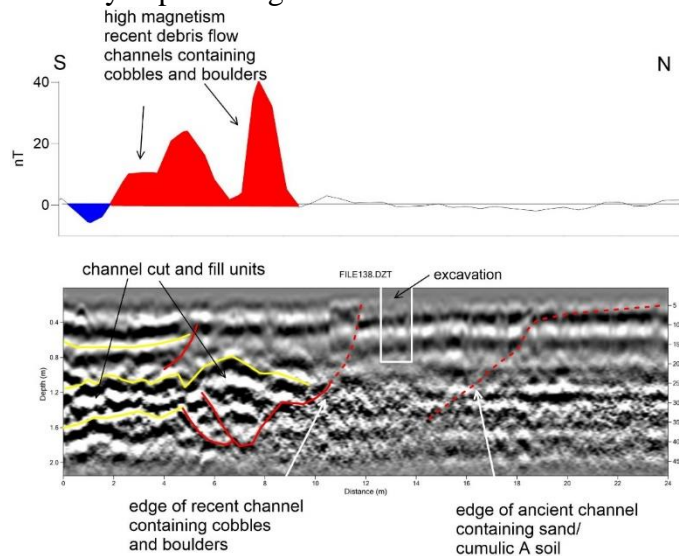 high magnetism
recent debris flow
channels containing
cobbles and boulders
S
N
40
20
0
nT
channel cut and fill units
FILE138.DZT
excavation
0.4
0.8
1.2
1.6
2.0
Depth (m)
5
10
15
20
25
30
35
40
45
0
2
4
6
8
10
12
14
16
18
20
22
24
Distance (m)
edge of recent channel
containing cobbles
and boulders
edge of ancient channel
containing sand/
cumulic A soil